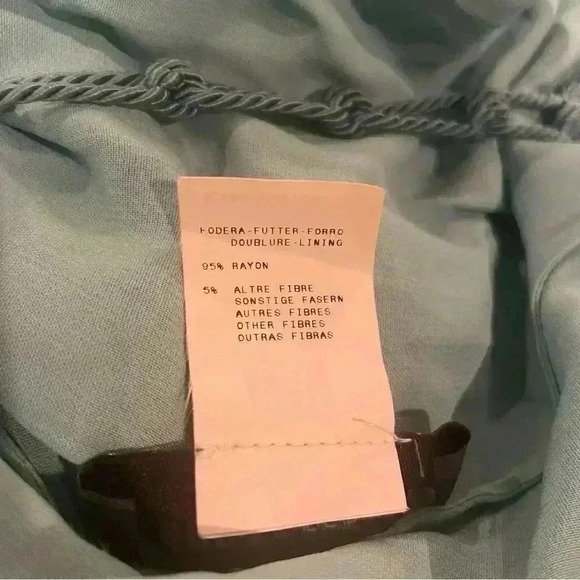 FODERA-FUTTER-FORRO
DOUBLURE-LINING
95% RAYON
5% ALTRE FIBRE
SONSTIGE FASERN
AUTRES FIBRES
OTHER FIBRES
OUTRAS FIBRAS